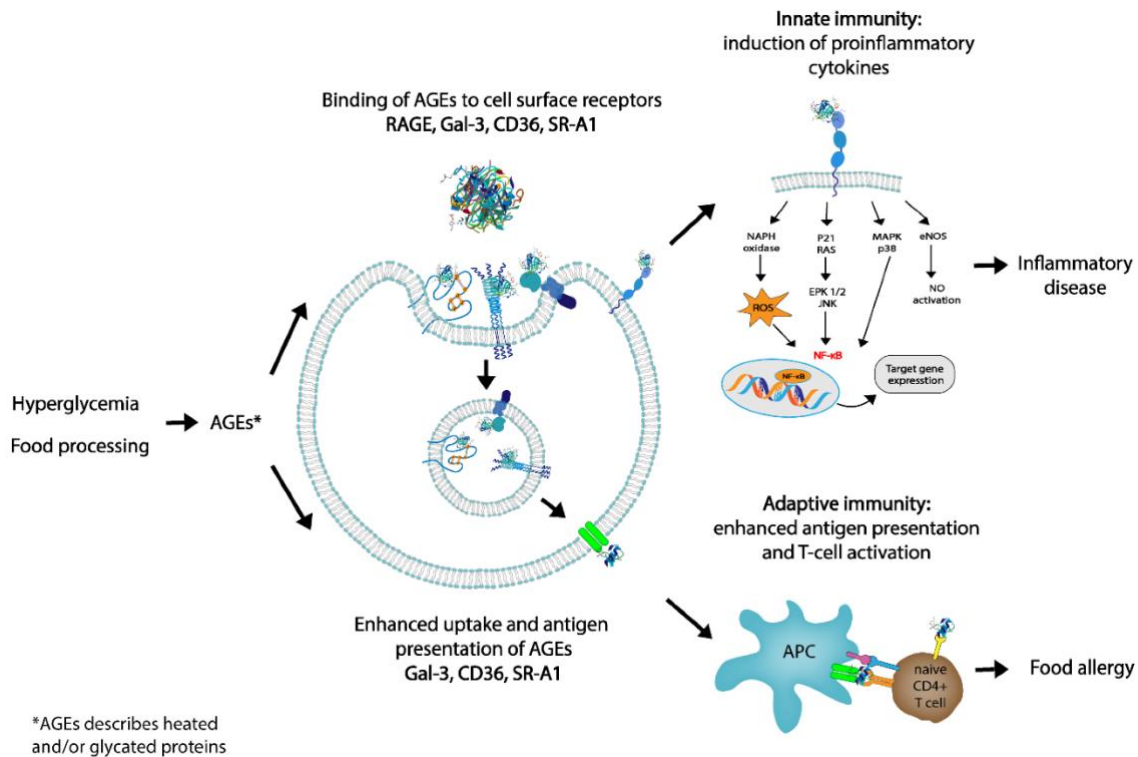 Innate immunity:
induction of proinflammatory
cytokines
Binding of AGEs to cell surface receptors
RAGE, Gal-3, CD36, SR-A1
NAPH
oxidase
P21
RAS
MAPK
p38
eNOS
EPK 1/2
JNK
NO
activation
ROS
NF-κB
NF-κB
Target gene
expresstion
Inflammatory
disease
Hyperglycemia
Food processing
AGEs*
Adaptive immunity:
enhanced antigen presentation
and T-cell activation
Enhanced uptake and antigen
presentation of AGEs
Gal-3, CD36, SR-A1
APC
naive
CD4+
T cell
Food allergy
*AGEs describes heated
and/or glycated proteins